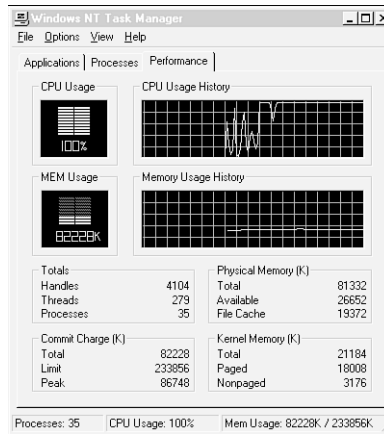 Windows NT Task Manager
File Options View Help
Applications Processes Performance
CPU Usage CPU Usage History
100%
MEM Usage Memory Usage History
82228K
Totals
Handles 4104
Threads 279
Processes 35
Physical Memory (K)
Total 81332
Available 26652
File Cache 19372
Commit Charge (K)
Total 82228
Limit 233856
Peak 86748
Kernel Memory (K)
Total 21184
Paged 18008
Nonpaged 3176
Processes: 35 CPU Usage: 100% Mem Usage: 82228K / 233856K